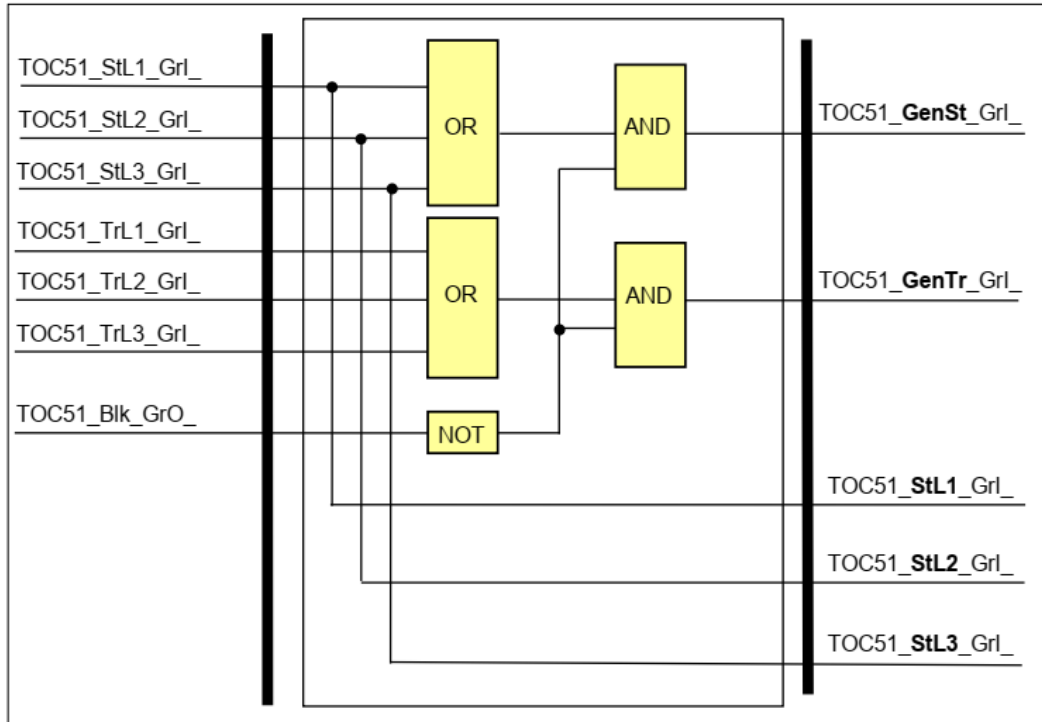 TOC51_StL1_GrI_
TOC51_StL2_GrI_
TOC51_StL3_GrI_
TOC51_TrL1_GrI_
TOC51_TrL2_GrI_
TOC51_TrL3_GrI_
TOC51_Blk_GrO_
OR
OR
NOT
AND
AND
TOC51_GenSt_GrI_
TOC51_GenTr_GrI_
TOC51_StL1_GrI_
TOC51_StL2_GrI_
TOC51_StL3_GrI_